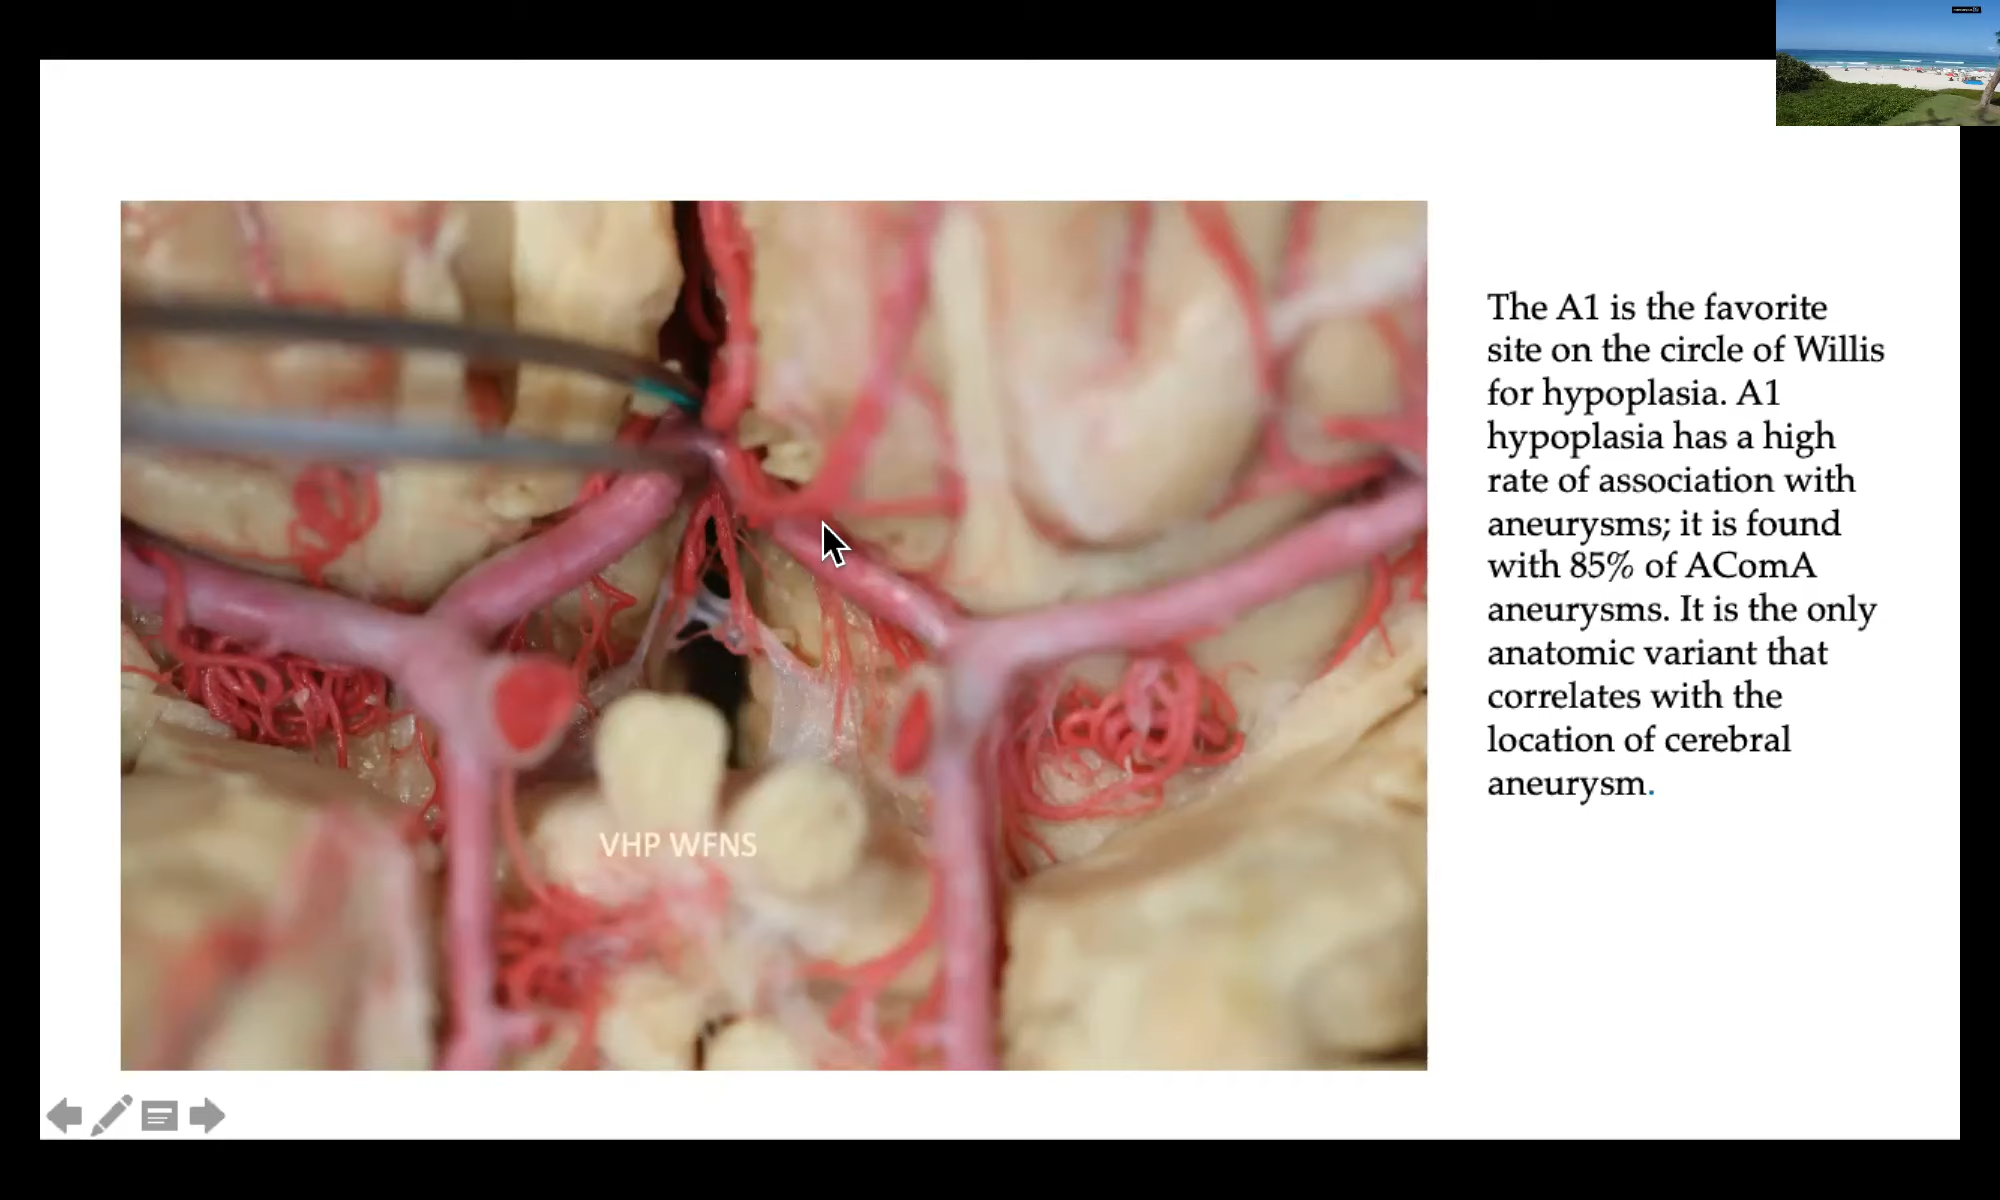 The A1 is the favorite
site on the circle of Willis
for hypoplasia. A1
hypoplasia has a high
rate of association with
aneurysms; it is found
with 85% of AComA
aneurysms. It is the only
anatomic variant that
correlates with the
location of cerebral
aneurysm.
VHP WFNS